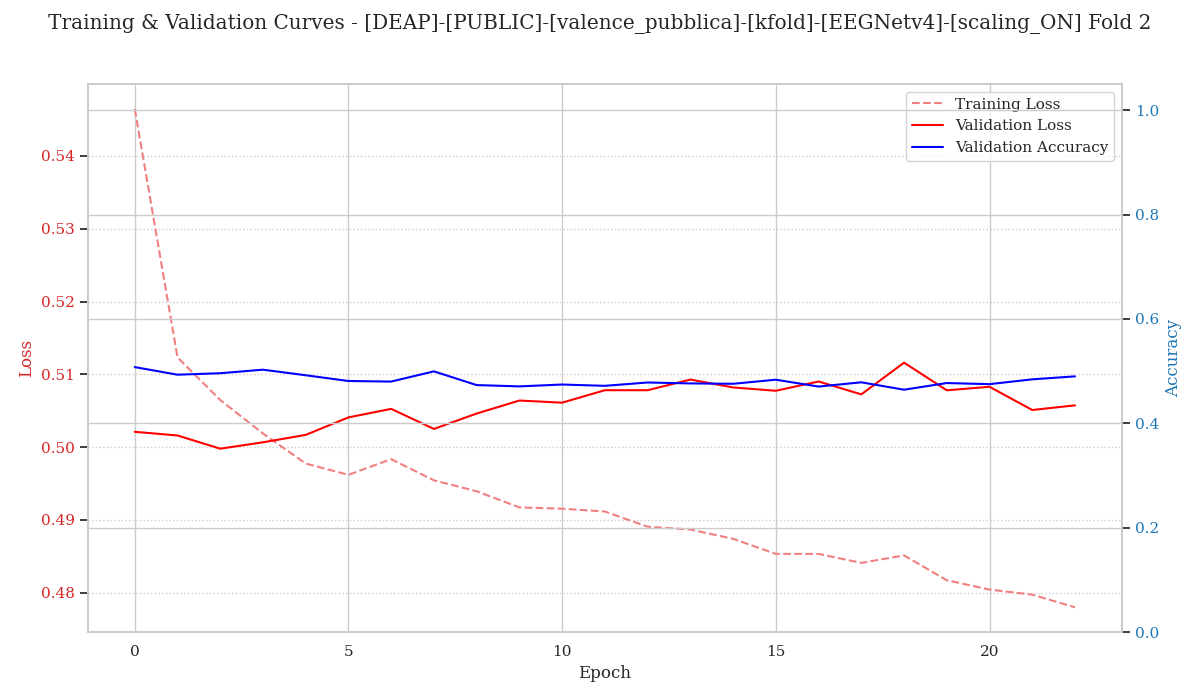 Training & Validation Curves - [DEAP]-[PUBLIC]-[valence_pubblica]-[kfold]-[EEGNetv4]-[scaling_ON] Fold 2
Training Loss
Validation Loss
Validation Accuracy
Loss
0.54
0.53
0.52
0.51
0.50
0.49
0.48
1.0
0.8
0.6
0.4
0.2
0.0
Accuracy
0
5
10
15
20
Epoch